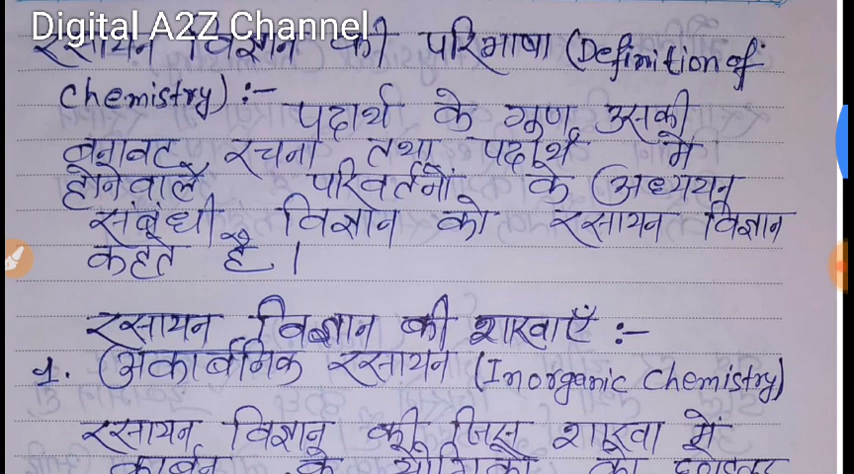 Digital A2Z Channel
रसायन विज्ञान की परिभाषा (Definition of
Chemistry) :-
पदार्थ के गुण उसकी
बनावट रचना तथा पदार्थ में
होनेवाले परिवर्तनों के अध्ययन
संबंधी विज्ञान को रसायन विज्ञान
कहते है।
रसायन विज्ञान की शाखाएँ :-
1. अकार्बनिक रसायन (Inorganic Chemistry)
रसायन विज्ञान की जिस शाखा में
कार्बन के यौगिकों का